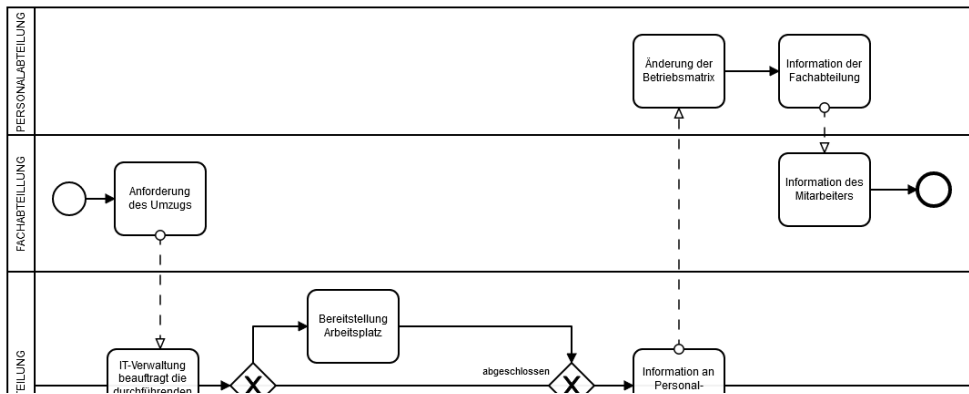 PERSONALABTEILUNG
Änderung der
Betriebsmatrix
Information der
Fachabteilung
FACHABTEILLUNG
Anforderung
des Umzugs
Information des
Mitarbeiters
TEILUNG
Bereitstellung
Arbeitsplatz
IT-Verwaltung
beauftragt die
durchführenden
abgeschlossen
Information an
Personal-